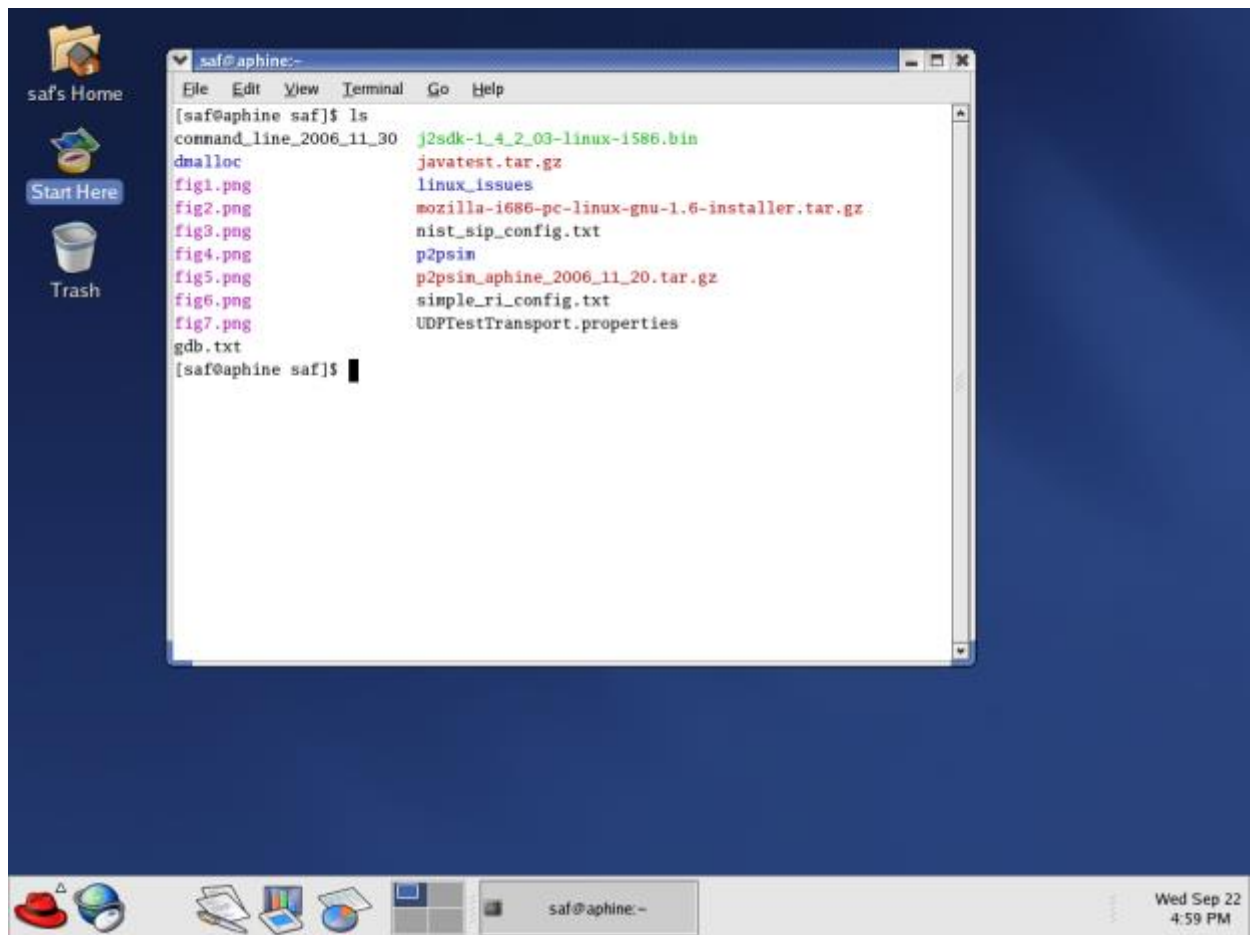 saf's Home
Start Here
Trash
saf@aphine:~
File Edit View Terminal Go Help
[saf@aphine saf]$ ls
command_line_2006_11_30 j2sdk-1_4_2_03-linux-i586.bin
dmalloc javatest.tar.gz
fig1.png linux_issues
fig2.png mozilla-i686-pc-linux-gnu-1.6-installer.tar.gz
fig3.png nist_sip_config.txt
fig4.png p2psim
fig5.png p2psim_aphine_2006_11_20.tar.gz
fig6.png simple_ri_config.txt
fig7.png UDPTestTransport.properties
gdb.txt
[saf@aphine saf]$
saf@aphine:~
Wed Sep 22
4:59 PM